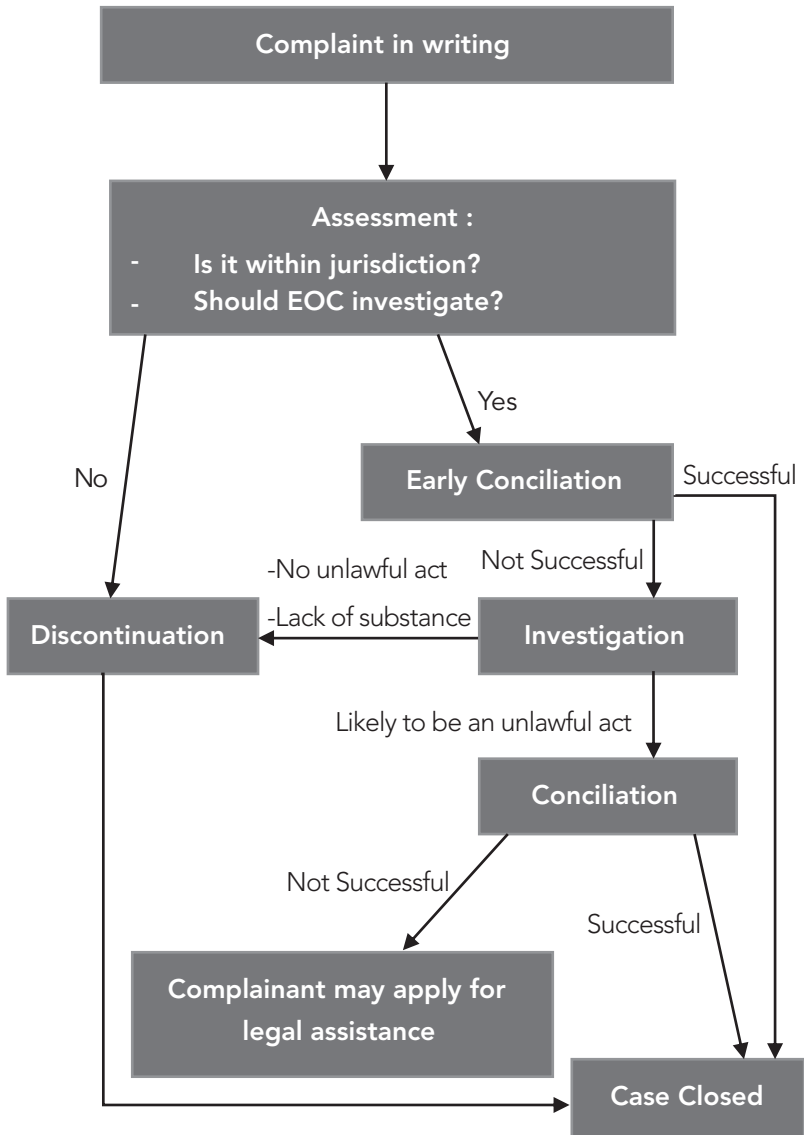 Complaint in writing
Assessment :
- Is it within jurisdiction?
- Should EOC investigate?
Yes
No
Early Conciliation
Successful
Not Successful
-No unlawful act
-Lack of substance
Discontinuation
Investigation
Likely to be an unlawful act
Conciliation
Not Successful
Successful
Complainant may apply for
legal assistance
Case Closed